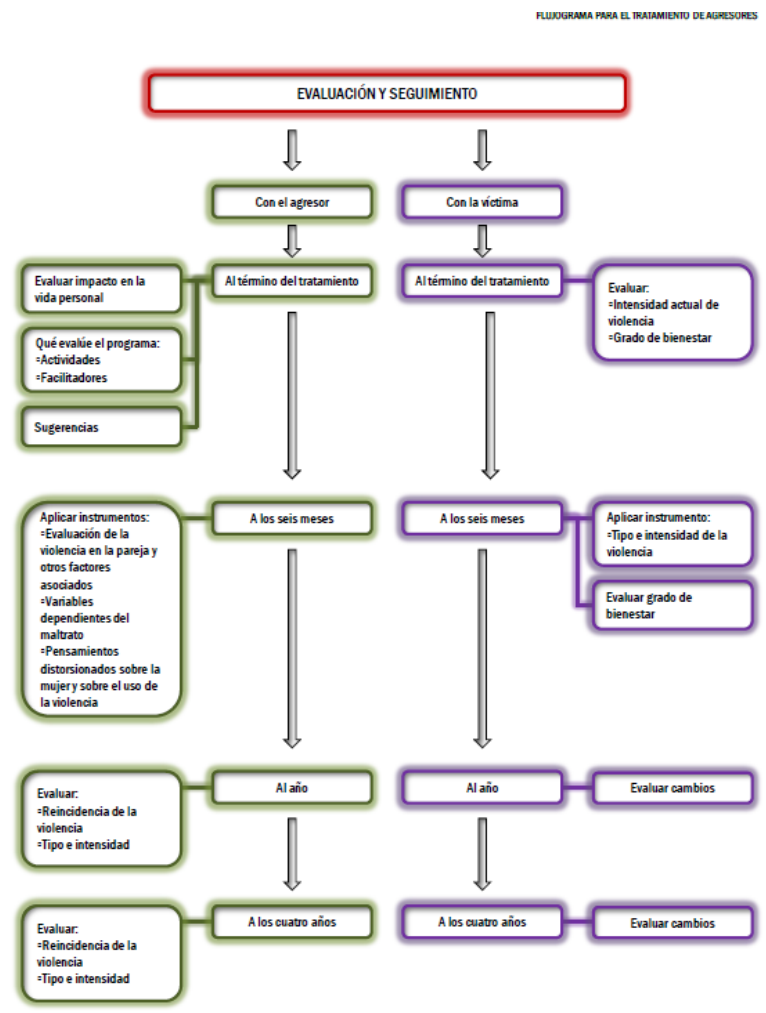 FLUJOGRAMA PARA EL TRATAMIENTO DE AGRESORES
EVALUACIÓN Y SEGUIMIENTO
Con el agresor
Con la víctima
Al término del tratamiento
Al término del tratamiento
Evaluar impacto en la
vida personal
Qué evalúe el programa:
=Actividades
=Facilitadores
Sugerencias
Evaluar:
=Intensidad actual de
violencia
=Grado de bienestar
A los seis meses
A los seis meses
Aplicar instrumentos:
=Evaluación de la
violencia en la pareja y
otros factores
asociados
=Variables
dependientes del
maltrato
=Pensamientos
distorsionados sobre la
mujer y sobre el uso de
la violencia
Aplicar instrumento:
=Tipo e intensidad de la
violencia
Evaluar grado de
bienestar
Al año
Al año
Evaluar:
=Reincidencia de la
violencia
=Tipo e intensidad
Evaluar cambios
A los cuatro años
A los cuatro años
Evaluar:
=Reincidencia de la
violencia
=Tipo e intensidad
Evaluar cambios